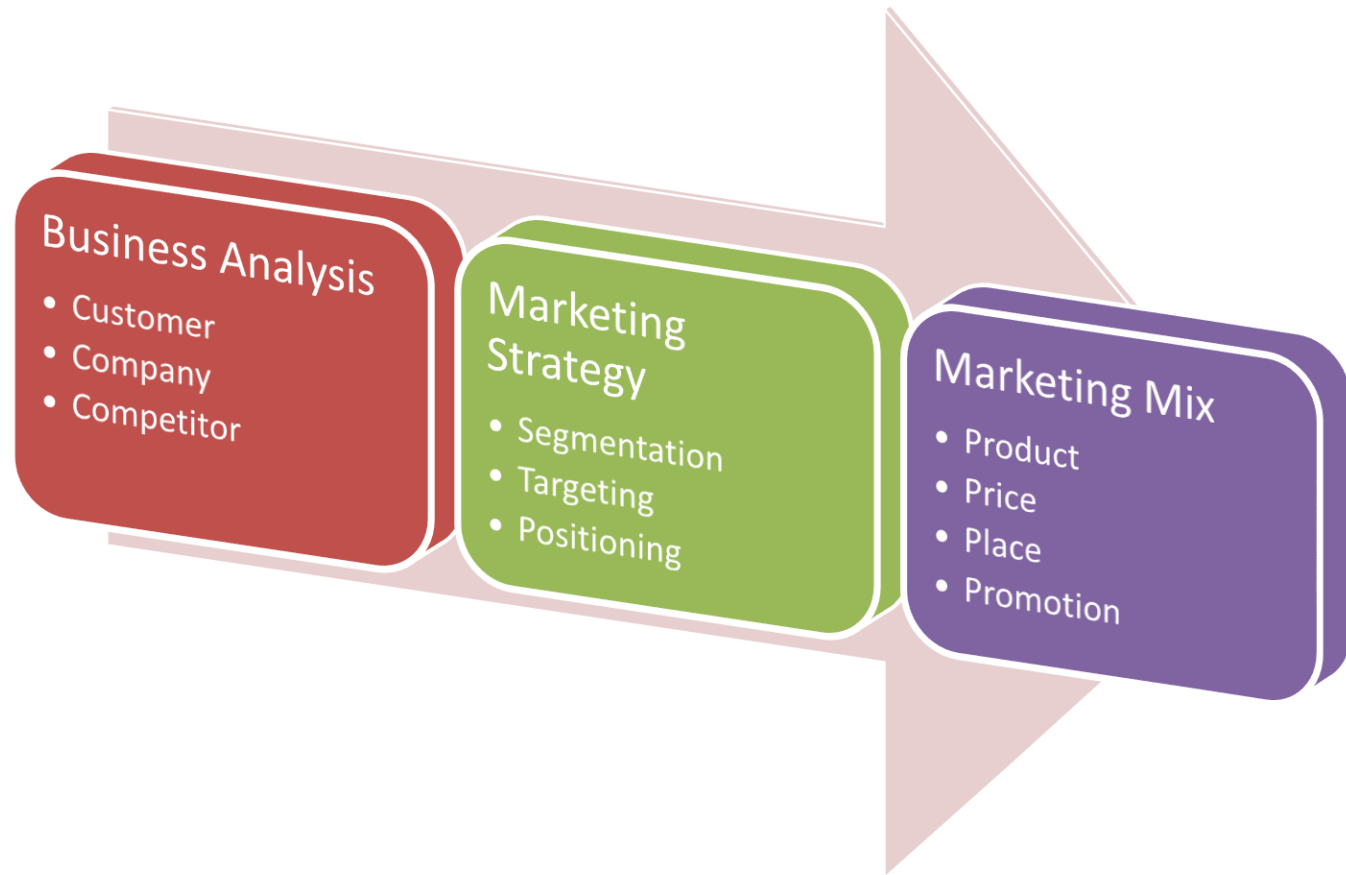 Business Analysis
• Customer
• Company
• Competitor
Marketing
Strategy
• Segmentation
• Targeting
• Positioning
Marketing Mix
• Product
• Price
• Place
• Promotion